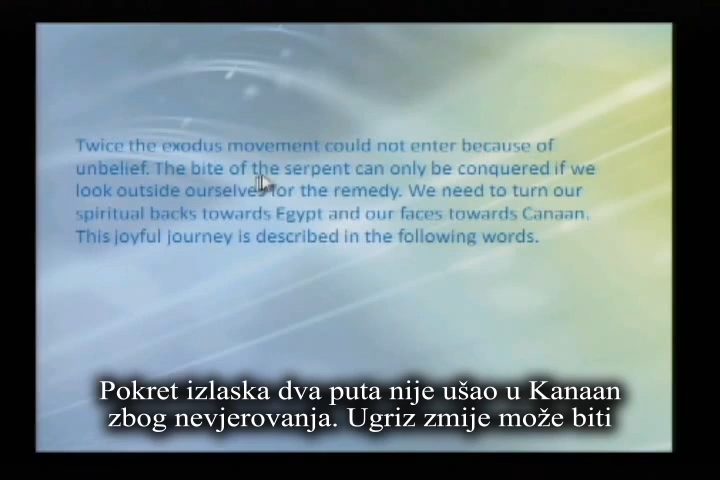 Twice the exodus movement could not enter because of
unbelief. The bite of the serpent can only be conquered if we
look outside ourselves for the remedy. We need to turn our
spiritual backs towards Egypt and our faces towards Canaan.
This joyful journey is described in the following words.
Pokret izlaska dva puta nije ušao u Kanaan
zbog nevjerovanja. Ugriz zmije može biti